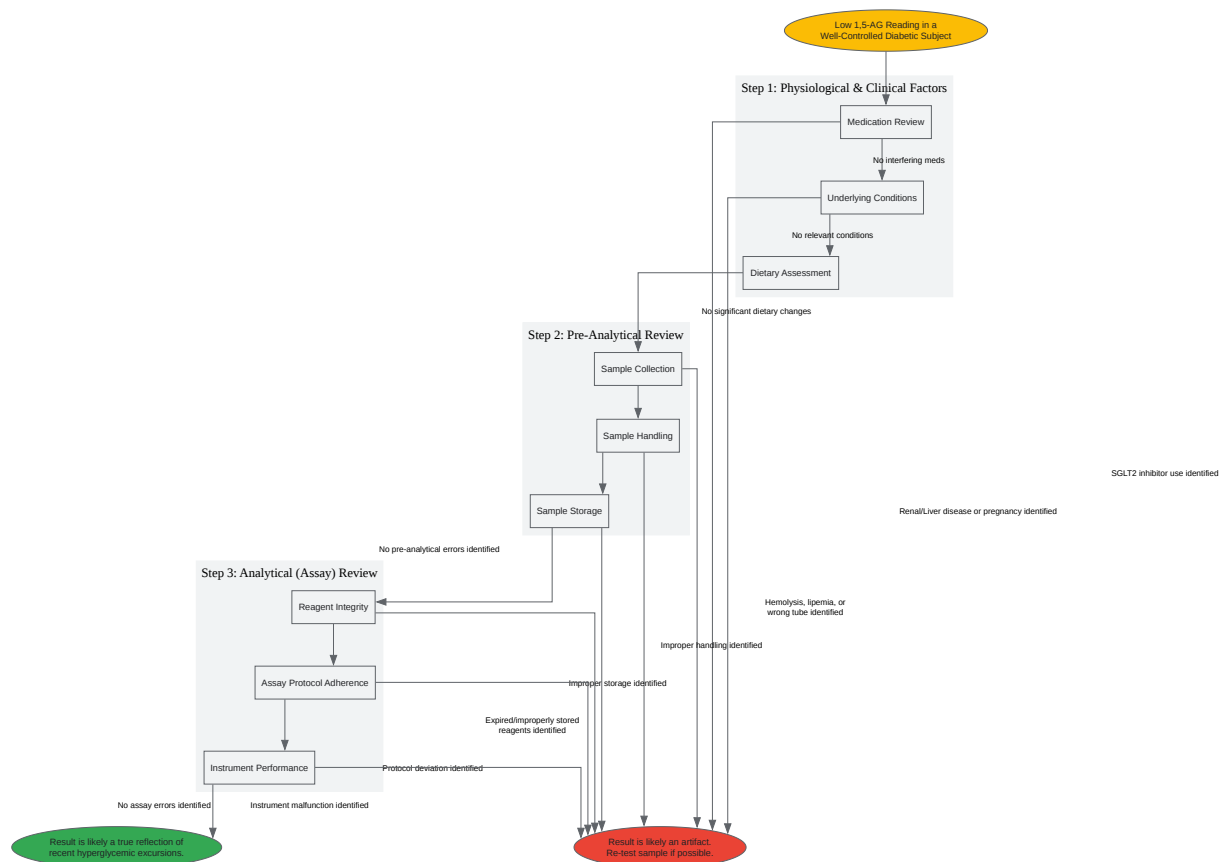 Low 1,5-AG Reading in a
Well-Controlled Diabetic Subject
Step 1: Physiological & Clinical Factors
Medication Review
No interfering meds
Underlying Conditions
No relevant conditions
Dietary Assessment
No significant dietary changes
Step 2: Pre-Analytical Review
Sample Collection
Sample Handling
SGLT2 inhibitor use identified
Sample Storage
Renal/Liver disease or pregnancy identified
No pre-analytical errors identified
Step 3: Analytical (Assay) Review
Reagent Integrity
Hemolysis, lipemia, or
wrong tube identified
Improper handling identified
Assay Protocol Adherence
Improper storage identified
Expired/improperly stored
reagents identified
Instrument Performance
Protocol deviation identified
No assay errors identified
Instrument malfunction identified
Result is likely a true reflection of
recent hyperglycemic excursions.
Result is likely an artifact.
Re-test sample if possible.